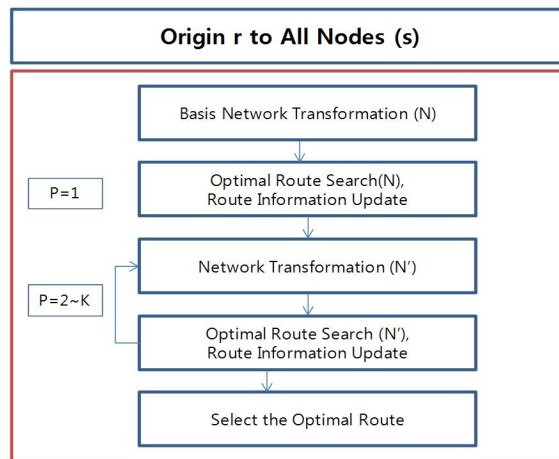 Origin r to All Nodes (s)
Basis Network Transformation (N)
P=1
Optimal Route Search(N),
Route Information Update
Network Transformation (N’)
P=2~K
Optimal Route Search (N’),
Route Information Update
Select the Optimal Route